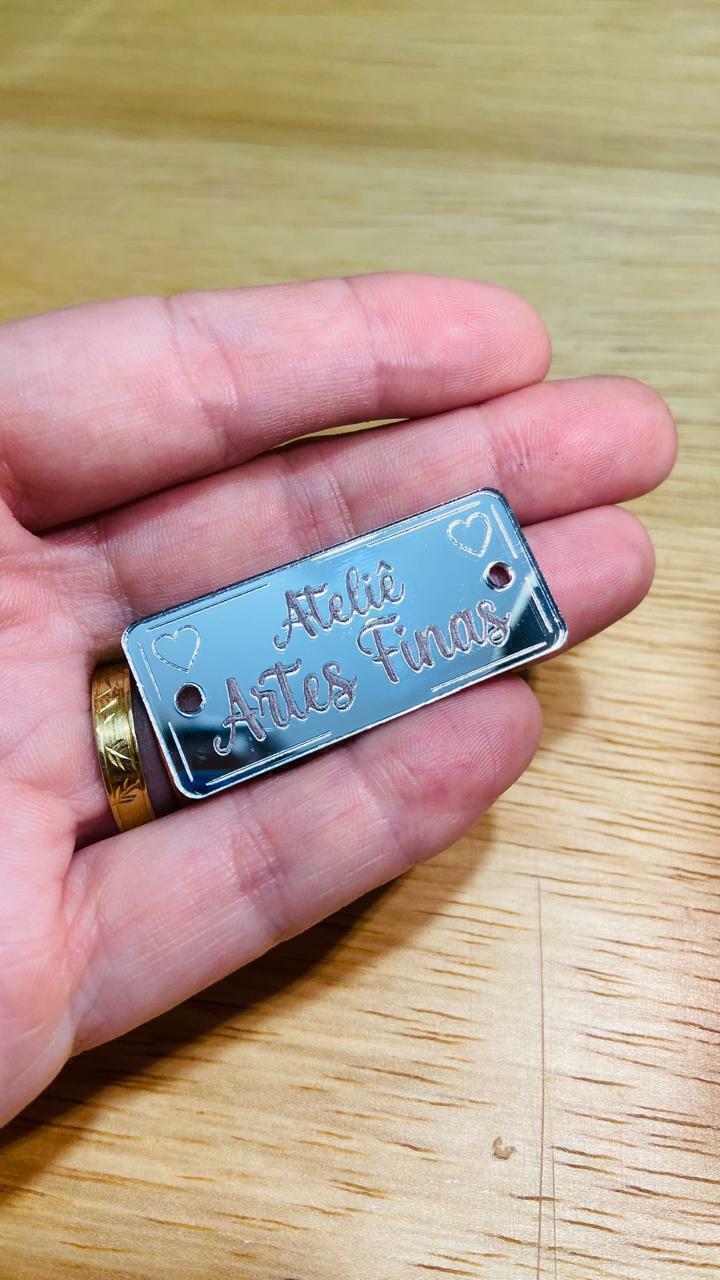 Ateliê
Artes Finas